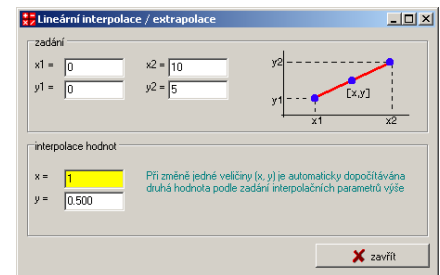 Lineární interpolace / extrapolace
zadání
x1 = 0 x2 = 10
y1 = 0 y2 = 5
y2
y1
[x,y]
x1 x2
interpolace hodnot
x = 1
y = 0.500
Při změně jedné veličiny (x, y) je automaticky dopočítávána
druhá hodnota podle zadání interpolačních parametrů výše
zavřít